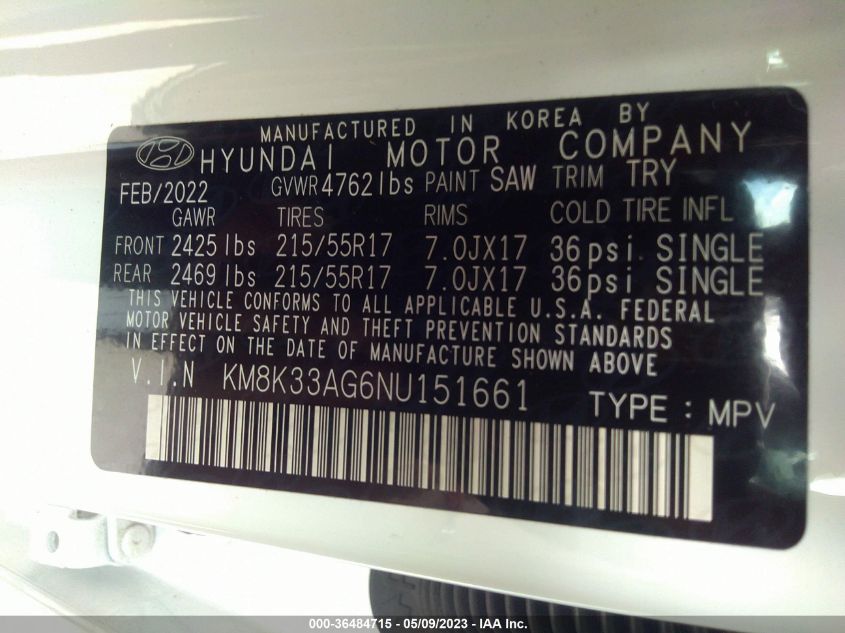 MANUFACTURED IN KOREA BY
HYUNDAI MOTOR COMPANY
FEB/2022 GVWR 4762 lbs PAINT SAW TRIM TRY
GAWR TIRES RIMS COLD TIRE INFL
FRONT 2425 lbs 215/55R17 7.0JX17 36psi SINGLE
REAR 2469 lbs 215/55R17 7.0JX17 36psi SINGLE
THIS VEHICLE CONFORMS TO ALL APPLICABLE U.S.A. FEDERAL
MOTOR VEHICLE SAFETY AND THEFT PREVENTION STANDARDS
IN EFFECT ON THE DATE OF MANUFACTURE SHOWN ABOVE
V.I.N KM8K33AG6NU151661 TYPE : MPV
000-36484715 - 05/09/2023 - IAA Inc.